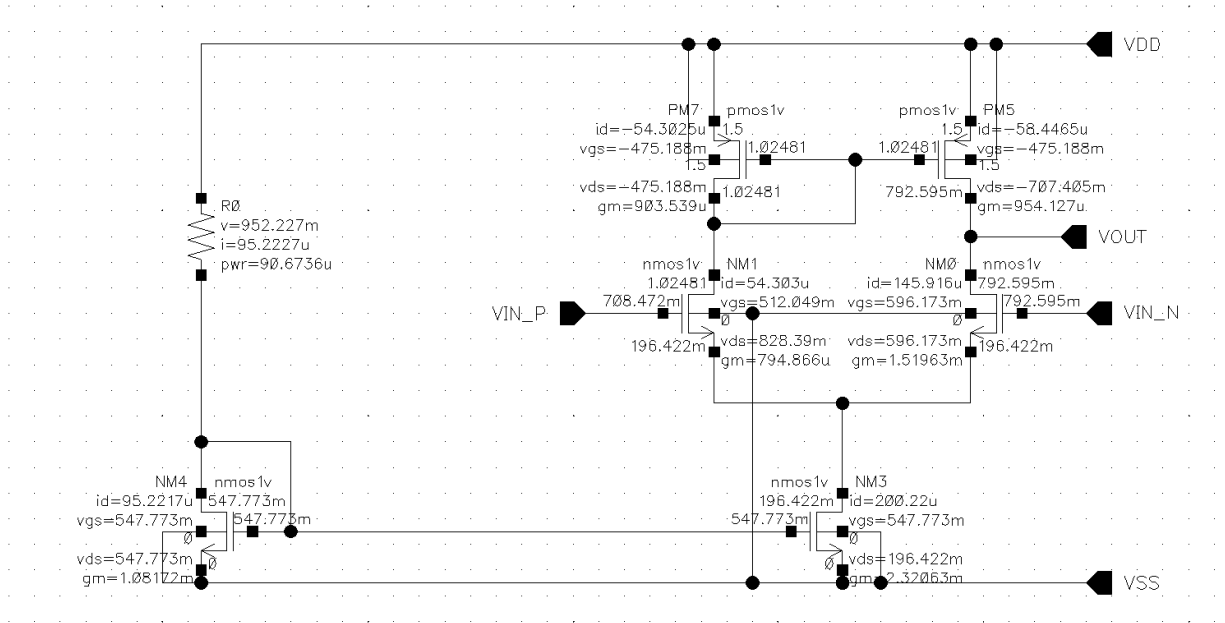 VDD
PM7 pmos1v
id=-54.3025u
1.5
vgs=-475.188m
1.02481
1.5
vds=-475.188m
1.02481
gm=903.539u
pmos1v PM5
1.5
id=-58.4465u
1.02481
vgs=-475.188m
1.5
792.595m
vds=-707.405m
gm=954.127u
R0
v=952.227m
i=95.2227u
pwr=90.6736u
VOUT
nmos1v NM1
1.02481
id=54.303u
708.472m
vgs=512.049m
0
VIN_P
196.422m
vds=828.39m
gm=794.866u
NM0 nmos1v
id=145.916u
792.595m
vgs=596.173m
792.595m
0
VIN_N
vds=596.173m
196.422m
gm=1.51963m
NM4 nmos1v
id=95.2217u
547.773m
vgs=547.773m
547.773m
0
vds=547.773m
0
gm=1.08172m
nmos1v NM3
196.422m
id=200.22u
547.773m
vgs=547.773m
0
vds=196.422m
0
gm=2.32063m
VSS